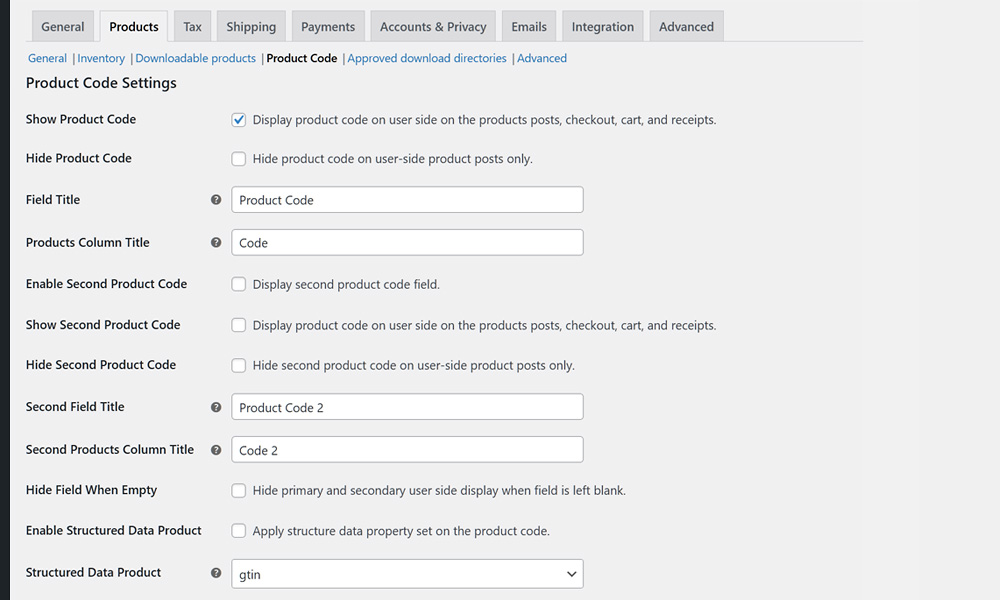 General Products Tax Shipping Payments Accounts & Privacy Emails Integration Advanced
General | Inventory | Downloadable products | Product Code | Approved download directories | Advanced
Product Code Settings
Show Product Code Display product code on user side on the products posts, checkout, cart, and receipts.
Hide Product Code Hide product code on user-side product posts only.
Field Title ? Product Code
Products Column Title ? Code
Enable Second Product Code Display second product code field.
Show Second Product Code Display product code on user side on the products posts, checkout, cart, and receipts.
Hide Second Product Code Hide second product code on user-side product posts only.
Second Field Title ? Product Code 2
Second Products Column Title ? Code 2
Hide Field When Empty Hide primary and secondary user side display when field is left blank.
Enable Structured Data Product Apply structure data property set on the product code.
Structured Data Product ? gtin